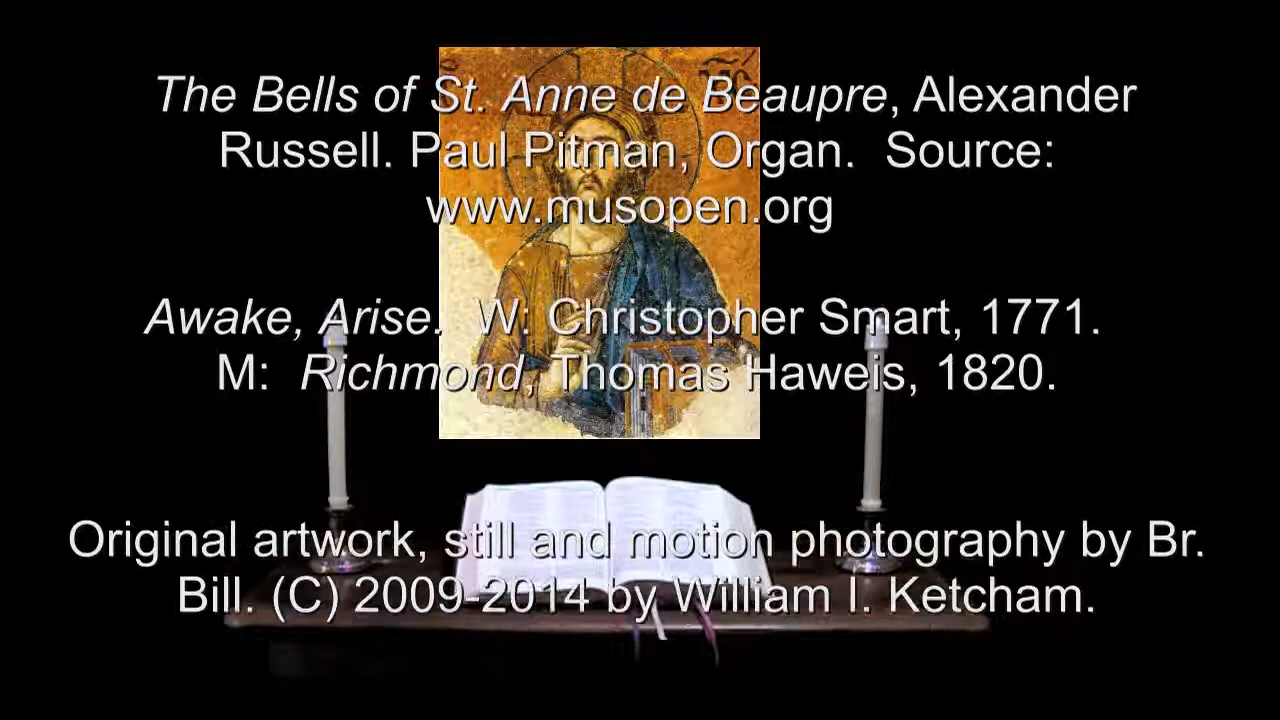 The Bells of St. Anne de Beaupre, Alexander
Russell. Paul Pitman, Organ. Source:
www.musopen.org
Awake, Arise. W: Christopher Smart, 1771.
M: Richmond, Thomas Haweis, 1820.
Original artwork, still and motion photography by Br.
Bill. (C) 2009-2014 by William I. Ketcham.